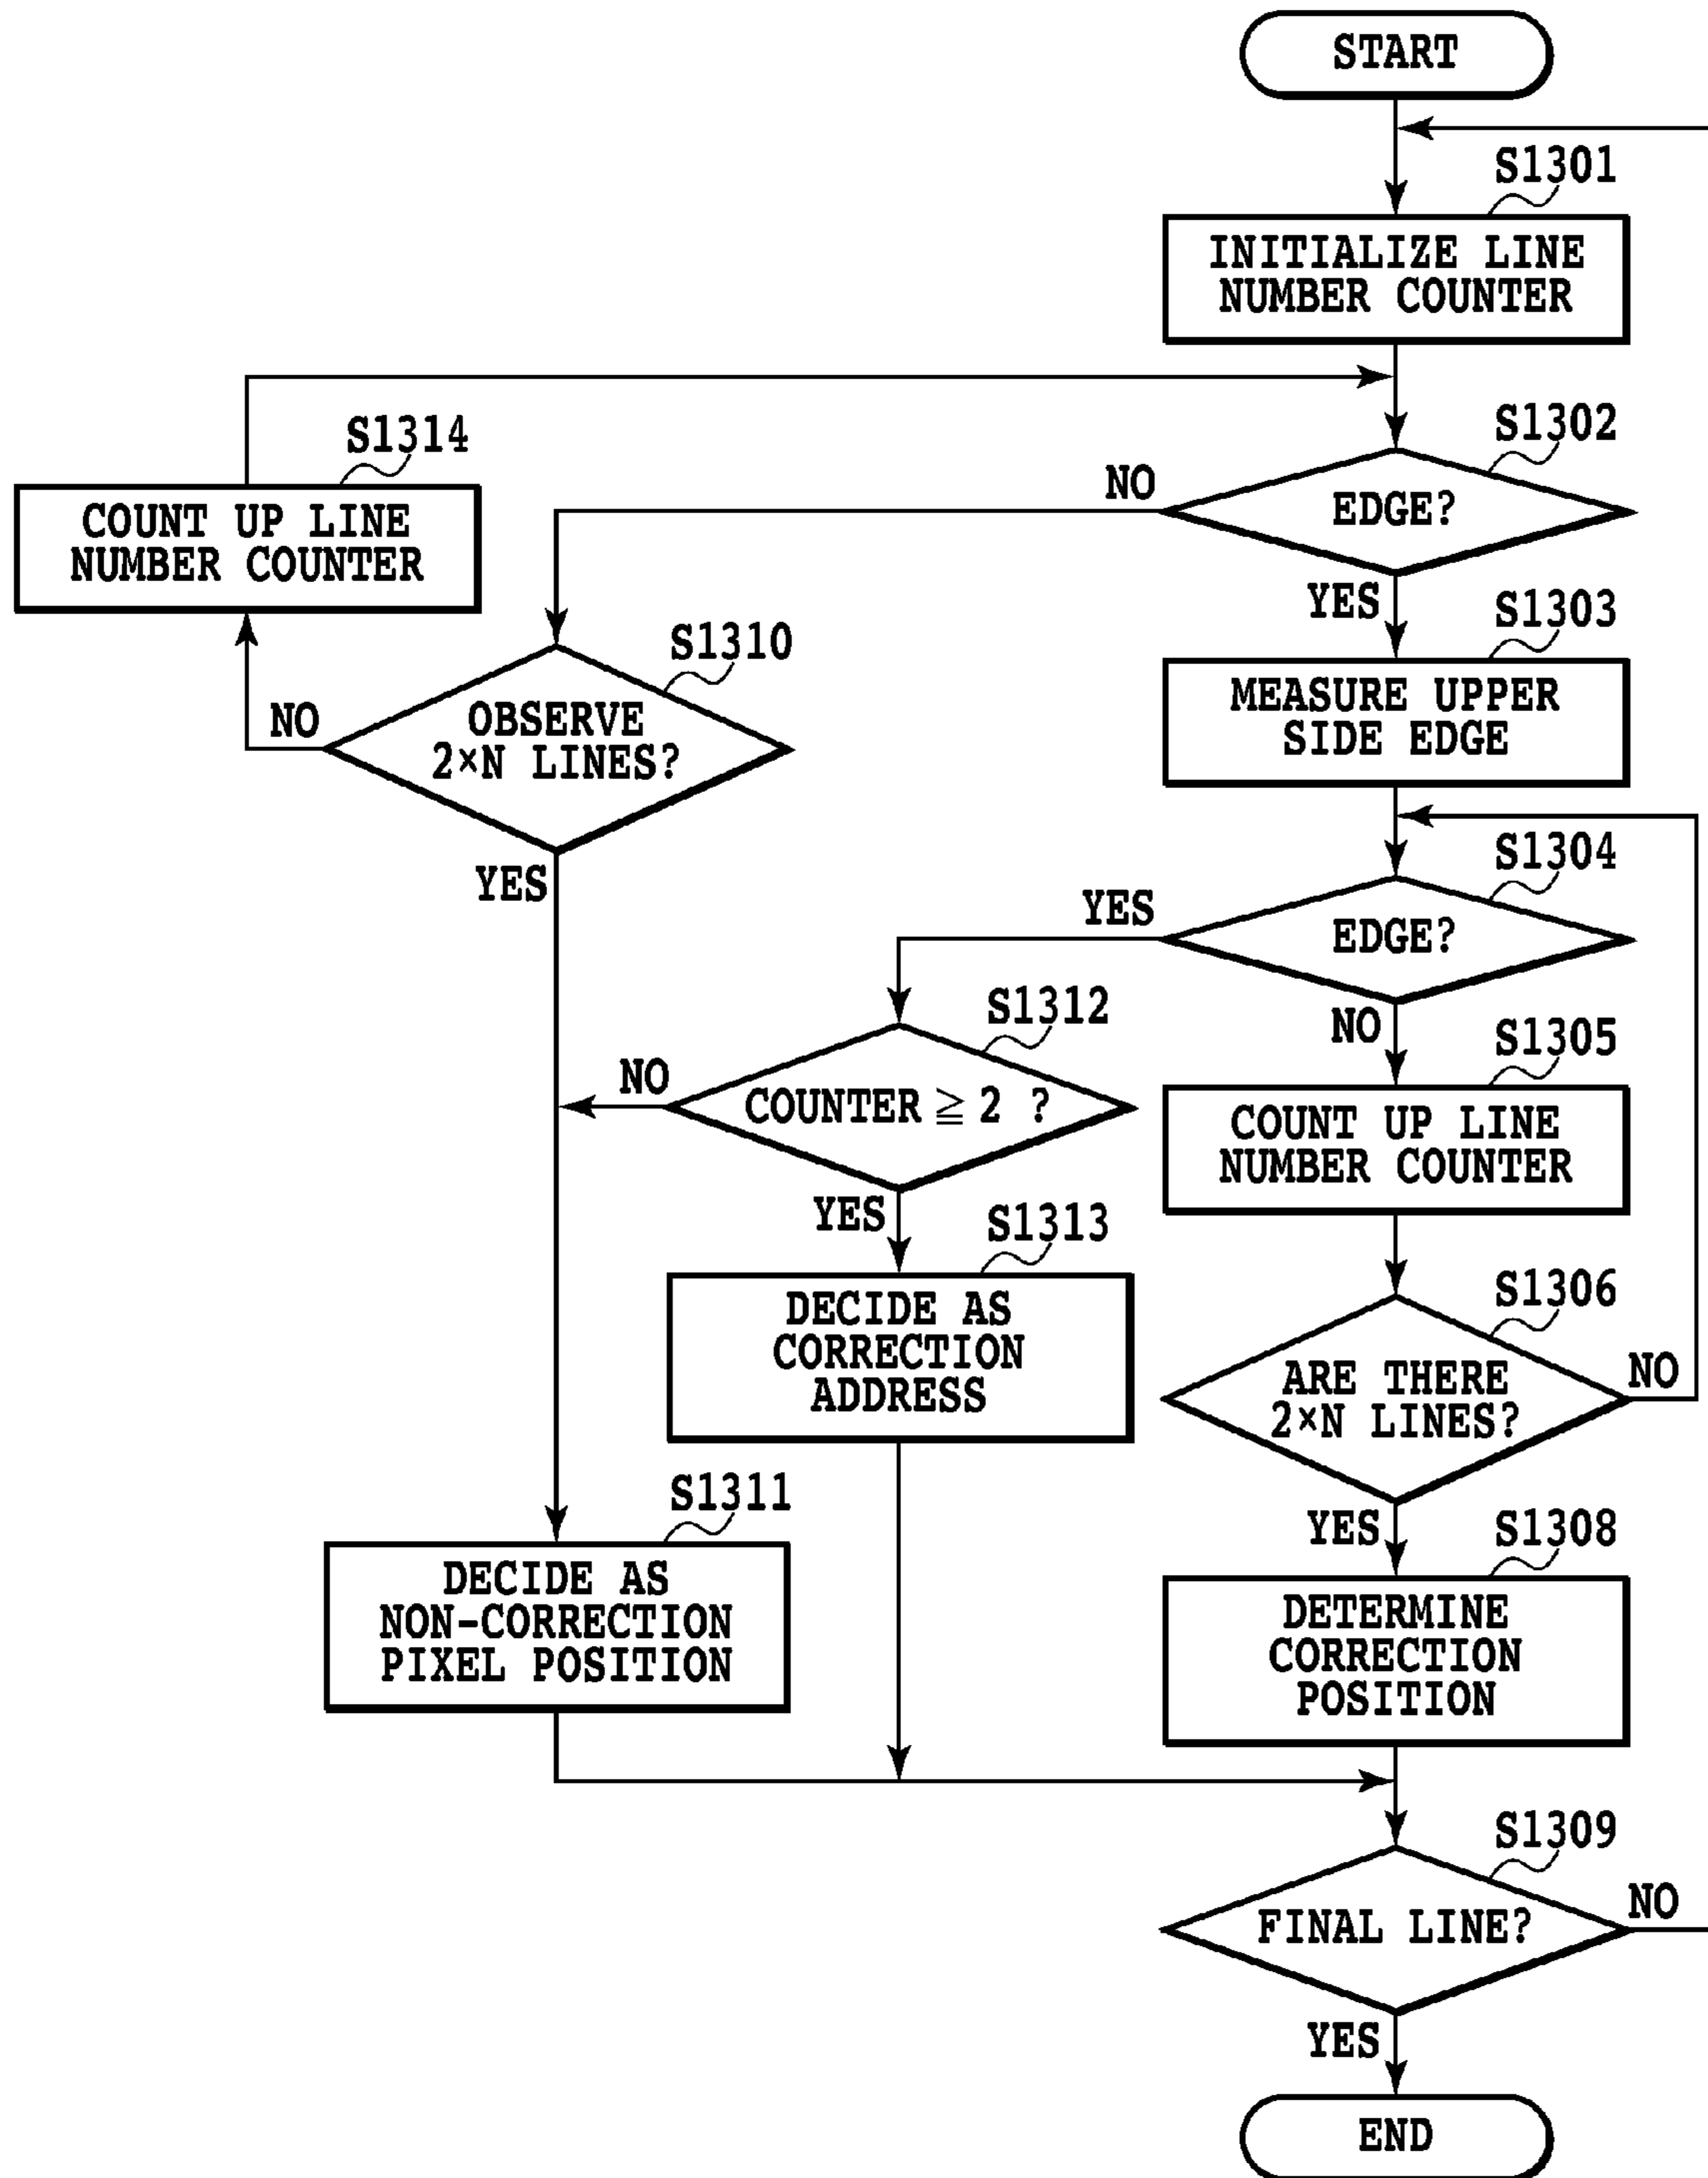 START
S1301
INITIALIZE LINE
NUMBER COUNTER
S1302
EDGE?
NO
YES
S1314
COUNT UP LINE
NUMBER COUNTER
S1303
MEASURE UPPER
SIDE EDGE
S1310
OBSERVE
2×N LINES?
NO
YES
S1304
EDGE?
YES
NO
S1312
COUNTER ≧ 2 ?
NO
YES
S1305
COUNT UP LINE
NUMBER COUNTER
S1313
DECIDE AS
CORRECTION
ADDRESS
S1306
ARE THERE
2×N LINES?
NO
YES
S1311
DECIDE AS
NON-CORRECTION
PIXEL POSITION
S1308
DETERMINE
CORRECTION
POSITION
S1309
FINAL LINE?
NO
YES
END